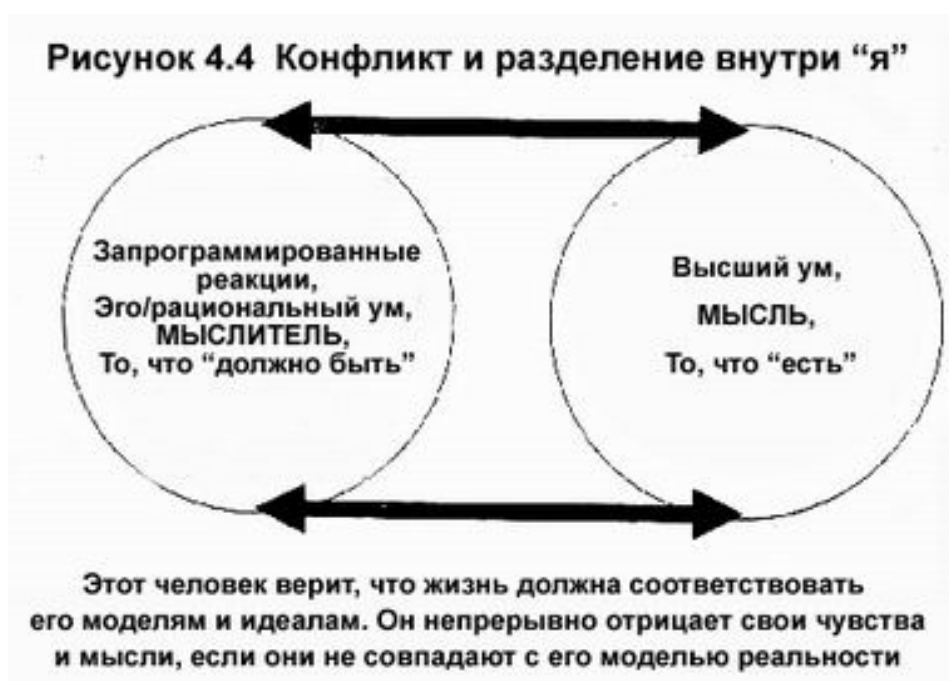 Рисунок 4.4 Конфликт и разделение внутри “я”
Запрограммированные
реакции,
Эго/рациональный ум,
МЫСЛИТЕЛЬ,
То, что “должно быть”
Высший ум,
МЫСЛЬ,
То, что “есть”
Этот человек верит, что жизнь должна соответствовать
его моделям и идеалам. Он непрерывно отрицает свои чувства
и мысли, если они не совпадают с его моделью реальности